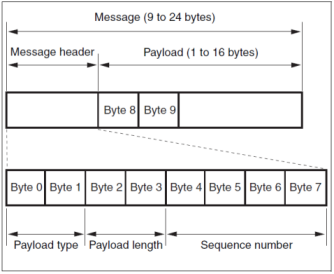 Message (9 to 24 bytes)
Message header Payload (1 to 16 bytes)
Byte 8 Byte 9
Byte 0 Byte 1 Byte 2 Byte 3 Byte 4 Byte 5 Byte 6 Byte 7
Payload type Payload length Sequence number